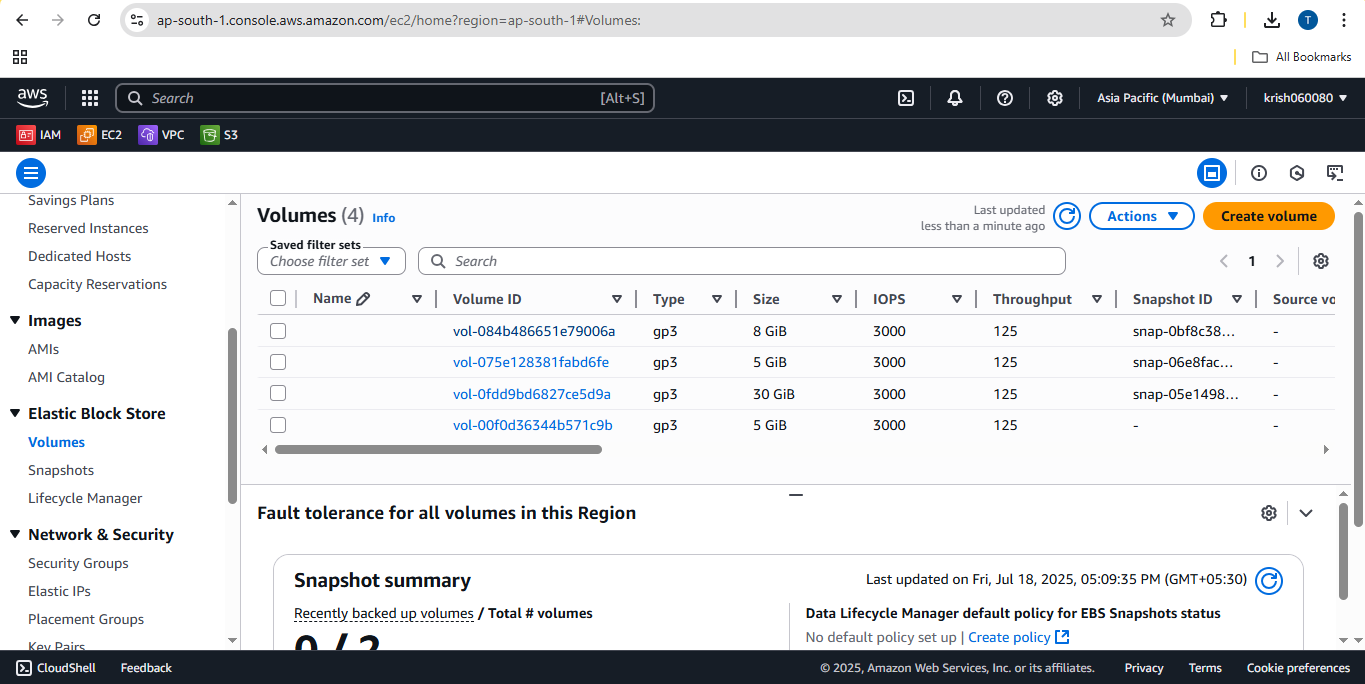 ap-south-1.console.aws.amazon.com/ec2/home?region=ap-south-1#Volumes:
T
All Bookmarks
aws
Search [Alt+S]
Asia Pacific (Mumbai)
krish060080
IAM EC2 VPC S3
Savings Plans
Reserved Instances
Dedicated Hosts
Capacity Reservations
Images
AMIs
AMI Catalog
Elastic Block Store
Volumes
Snapshots
Lifecycle Manager
Network & Security
Security Groups
Elastic IPs
Placement Groups
Key Pairs
Volumes (4) Info
Last updated
less than a minute ago
Actions
Create volume
Saved filter sets
Choose filter set
Search
1
Name Volume ID Type Size IOPS Throughput Snapshot ID Source vo
vol-084b486651e79006a gp3 8 GiB 3000 125 snap-0bf8c38... -
vol-075e128381fabd6fe gp3 5 GiB 3000 125 snap-06e8fac... -
vol-0fdd9bd6827ce5d9a gp3 30 GiB 3000 125 snap-05e1498... -
vol-00f0d36344b571c9b gp3 5 GiB 3000 125 - -
Fault tolerance for all volumes in this Region
Snapshot summary
Last updated on Fri, Jul 18, 2025, 05:09:35 PM (GMT+05:30)
Recently backed up volumes / Total # volumes
0 / 2
Data Lifecycle Manager default policy for EBS Snapshots status
No default policy set up | Create policy
CloudShell Feedback
© 2025, Amazon Web Services, Inc. or its affiliates. Privacy Terms Cookie preferences